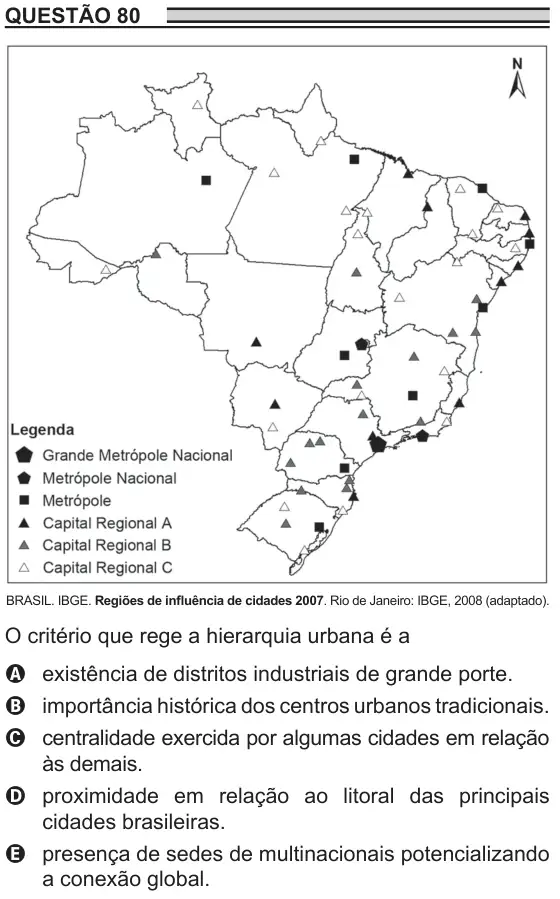 QUESTÃO 80
N
Legenda
Grande Metrópole Nacional
Metrópole Nacional
Metrópole
Capital Regional A
Capital Regional B
Capital Regional C
BRASIL. IBGE. Regiões de influência de cidades 2007. Rio de Janeiro: IBGE, 2008 (adaptado).
O critério que rege a hierarquia urbana é a
A existência de distritos industriais de grande porte.
B importância histórica dos centros urbanos tradicionais.
C centralidade exercida por algumas cidades em relação
às demais.
D proximidade em relação ao litoral das principais
cidades brasileiras.
E presença de sedes de multinacionais potencializando
a conexão global.